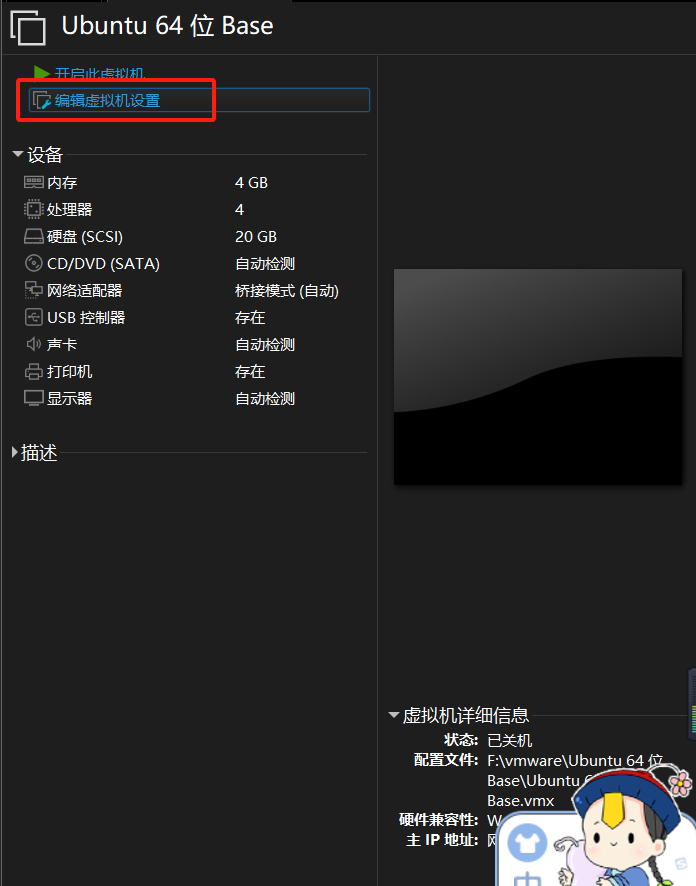 Ubuntu 64 位 Base
开启此虚拟机
编辑虚拟机设置
设备
内存 4 GB
处理器 4
硬盘 (SCSI) 20 GB
CD/DVD (SATA) 自动检测
网络适配器 桥接模式 (自动)
USB 控制器 存在
声卡 自动检测
打印机 存在
显示器 自动检测
描述
虚拟机详细信息
状态: 已关机
配置文件: F:\vmware\Ubuntu 64 位
Base\Ubuntu
Base.vmx
硬件兼容性:
主 IP 地址:
中